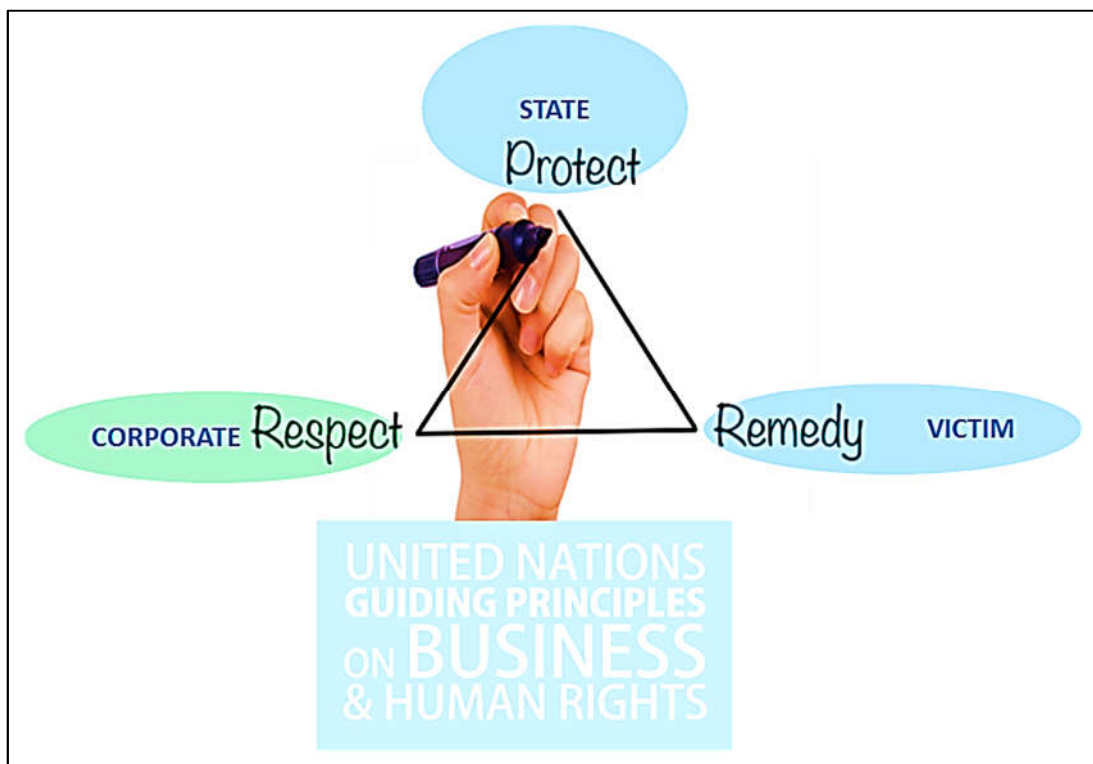 STATE
Protect
CORPORATE Respect
Remedy VICTIM
UNITED NATIONS
GUIDING PRINCIPLES
ON BUSINESS
& HUMAN RIGHTS